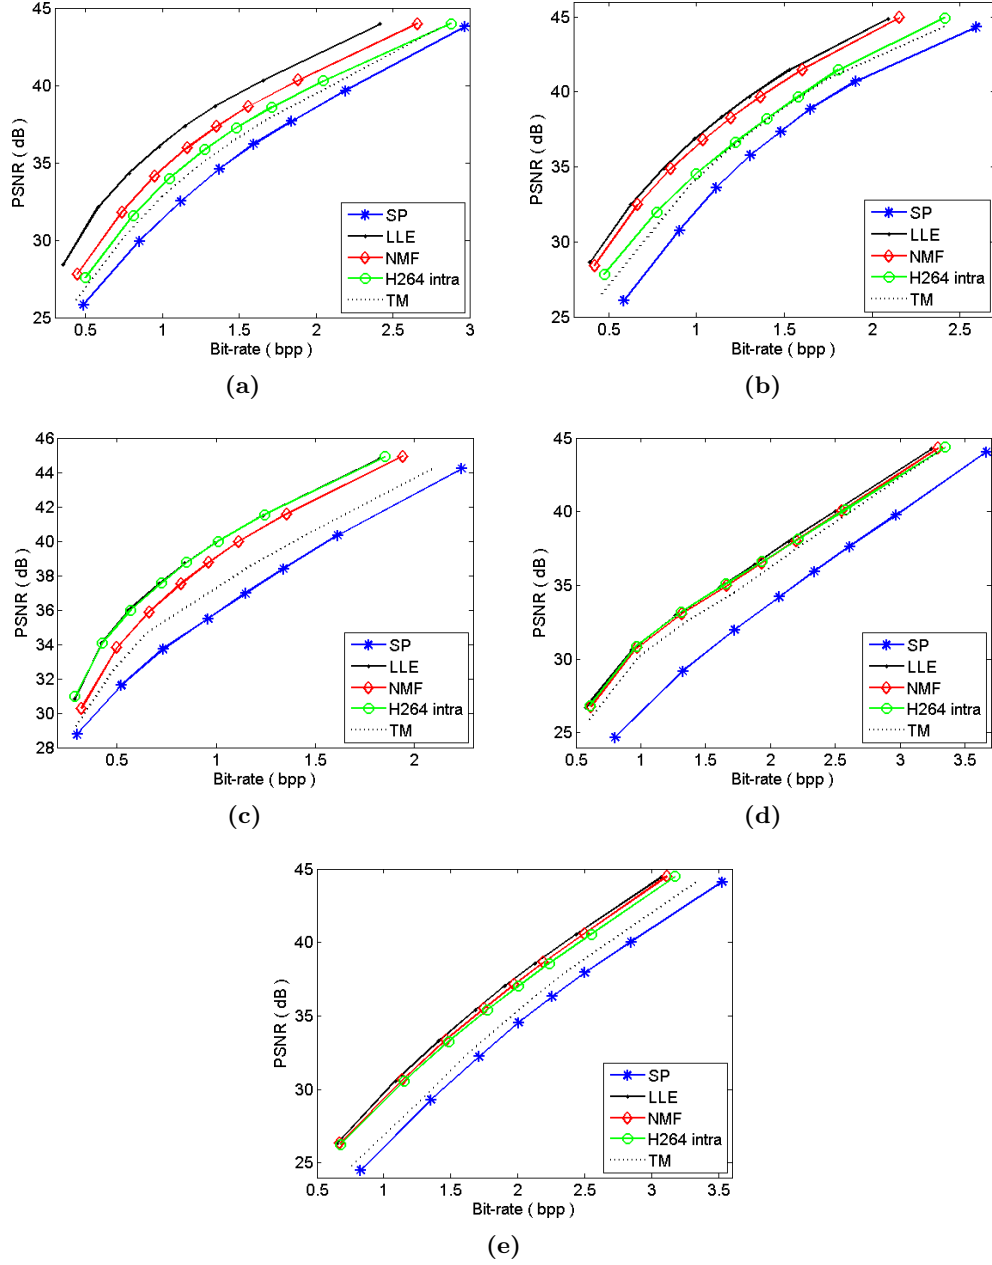 45
40
35
30
25
PSNR ( dB )
SP
LLE
NMF
H264 intra
TM
0.5 1 1.5 2 2.5 3
Bit-rate ( bpp )
(a)
45
40
35
30
25
PSNR ( dB )
SP
LLE
NMF
H264 intra
TM
0.5 1 1.5 2 2.5
Bit-rate ( bpp )
(b)
46
44
42
40
38
36
34
32
30
28
PSNR ( dB )
SP
LLE
NMF
H264 intra
TM
0.5 1 1.5 2
Bit-rate ( bpp )
(c)
45
40
35
30
25
PSNR ( dB )
SP
LLE
NMF
H264 intra
TM
0.5 1 1.5 2 2.5 3 3.5
Bit-rate ( bpp )
(d)
45
40
35
30
25
PSNR ( dB )
SP
LLE
NMF
H264 intra
TM
0.5 1 1.5 2 2.5 3 3.5
Bit-rate ( bpp )
(e)